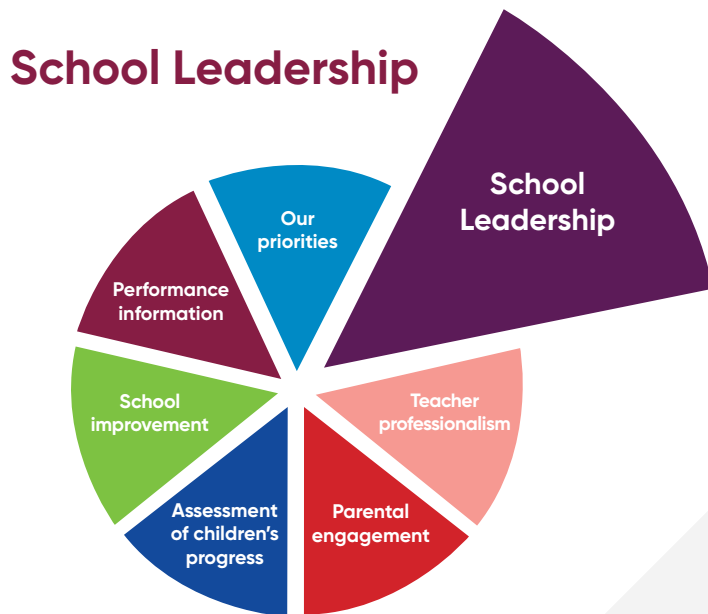 School Leadership
School
Leadership
Our
priorities
Performance
information
School
improvement
Teacher
professionalism
Assessment
of children’s
progress
Parental
engagement